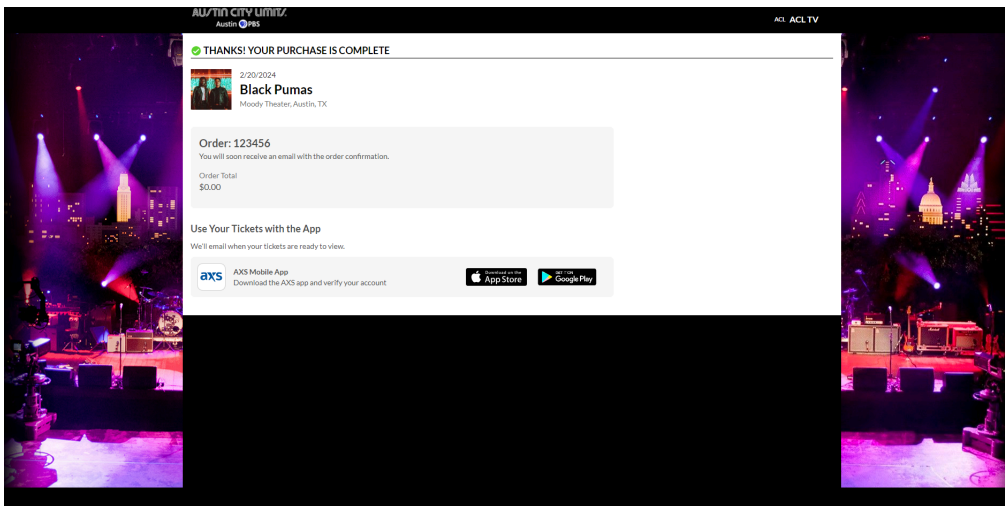 AUSTIN CITY LIMITS.
Austin PBS
ACL ACL TV
THANKS! YOUR PURCHASE IS COMPLETE
2/20/2024
Black Pumas
Moody Theater, Austin, TX
Order: 123456
You will soon receive an email with the order confirmation.
Order Total
$0.00
Use Your Tickets with the App
We'll email when your tickets are ready to view.
axs
AXS Mobile App
Download the AXS app and verify your account
Download on the
App Store
GET IT ON
Google Play